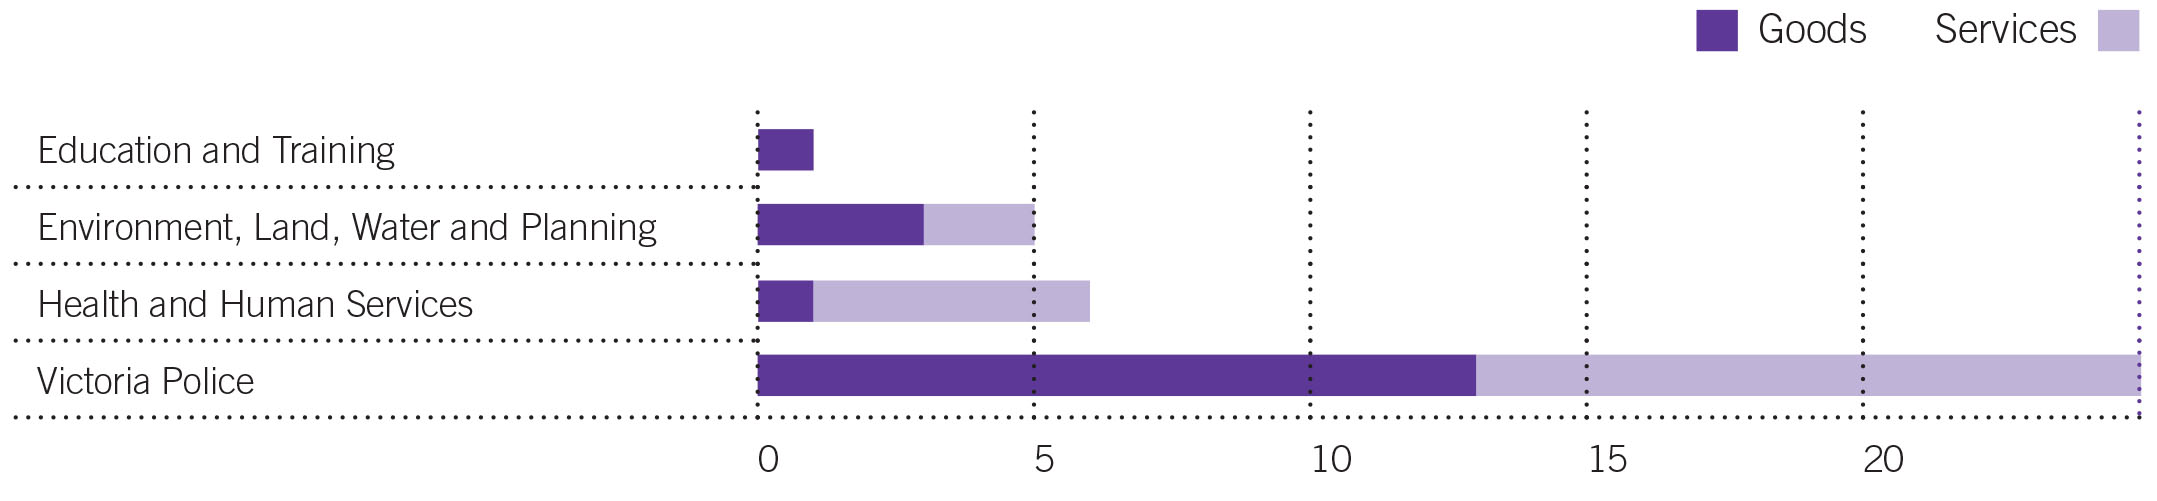 Goods Services
Education and Training
Environment, Land, Water and Planning
Health and Human Services
Victoria Police
0 5 10 15 20